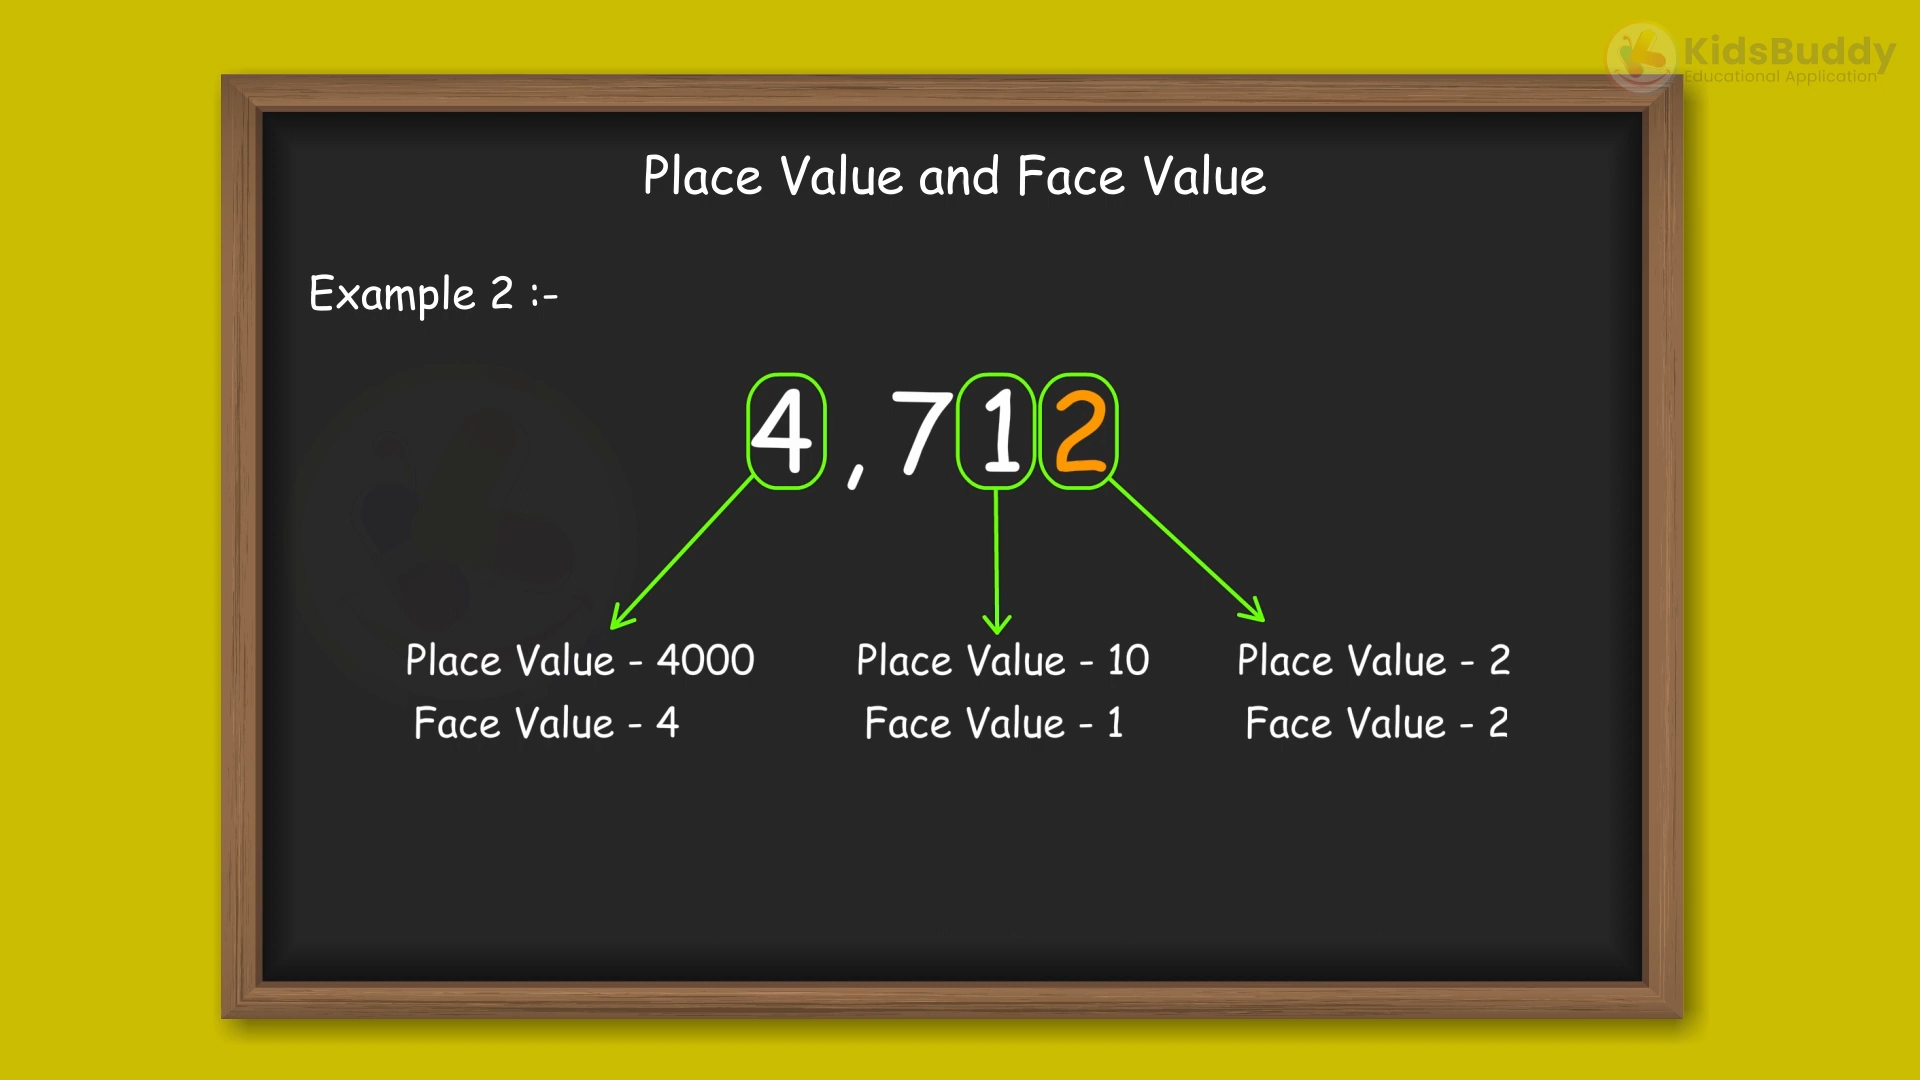 KidsBuddy
Educational Application
Place Value and Face Value
Example 2 :-
4,712
Place Value - 4000 Place Value - 10 Place Value - 2
Face Value - 4 Face Value - 1 Face Value - 2